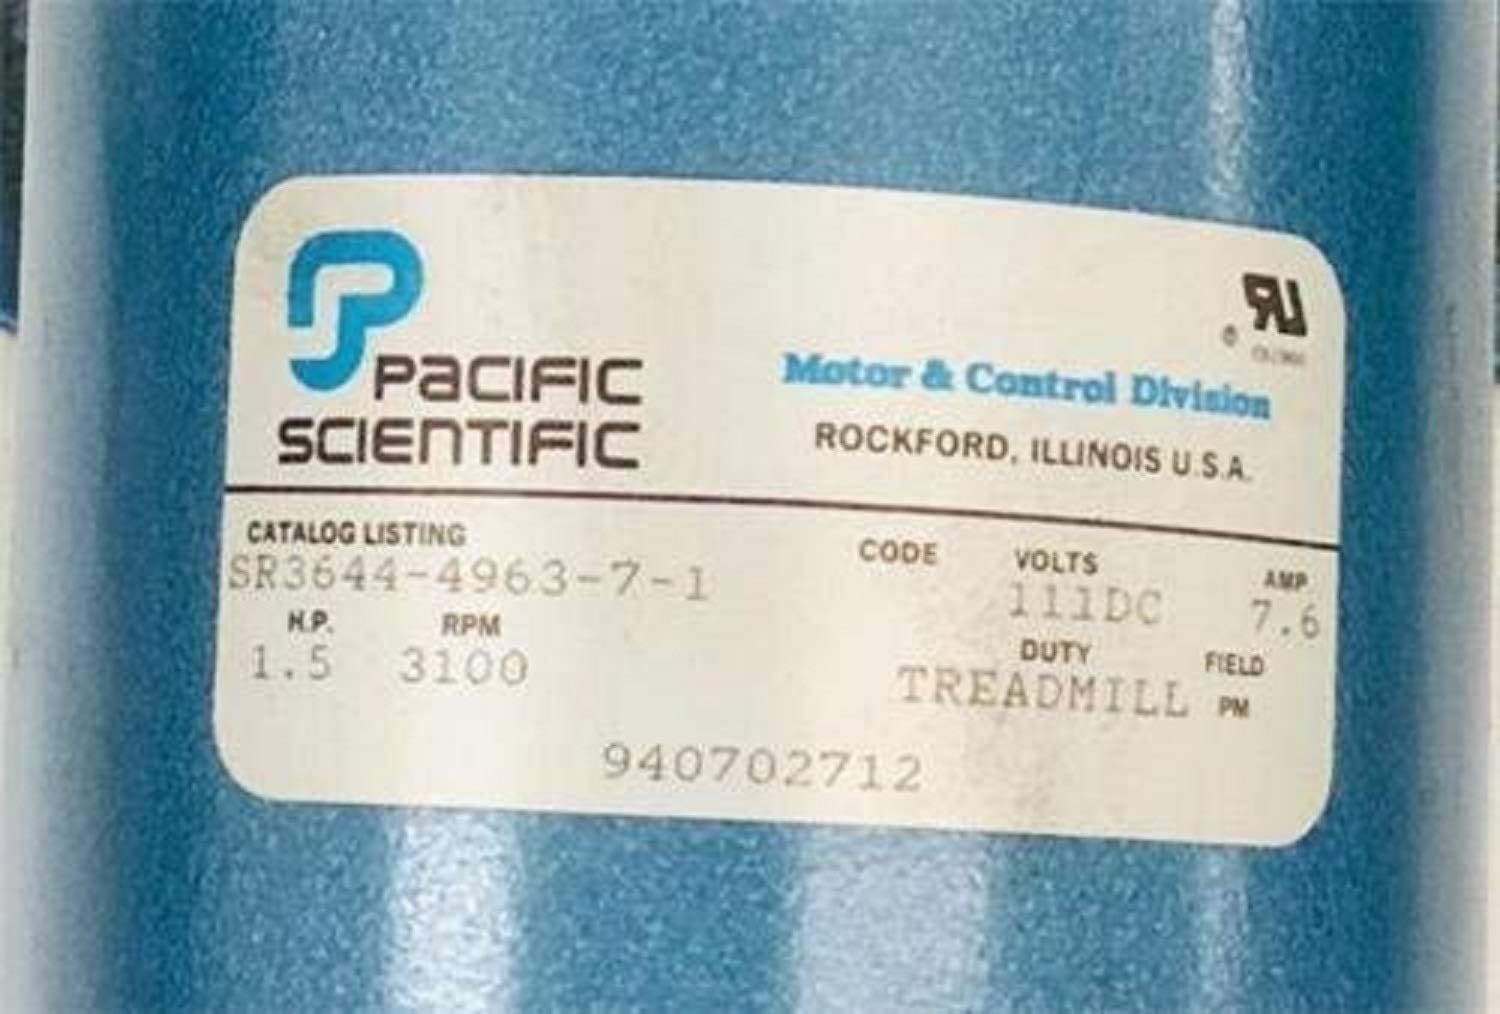 PACIFIC
SCIENTIFIC
Motor & Control Division
ROCKFORD, ILLINOIS U.S.A.
CATALOG LISTING
SR3644-4963-7-1
CODE
VOLTS
111DC
AMP
7.6
H.P.
1.5
RPM
3100
DUTY
TREADMILL
FIELD
PM
940702712